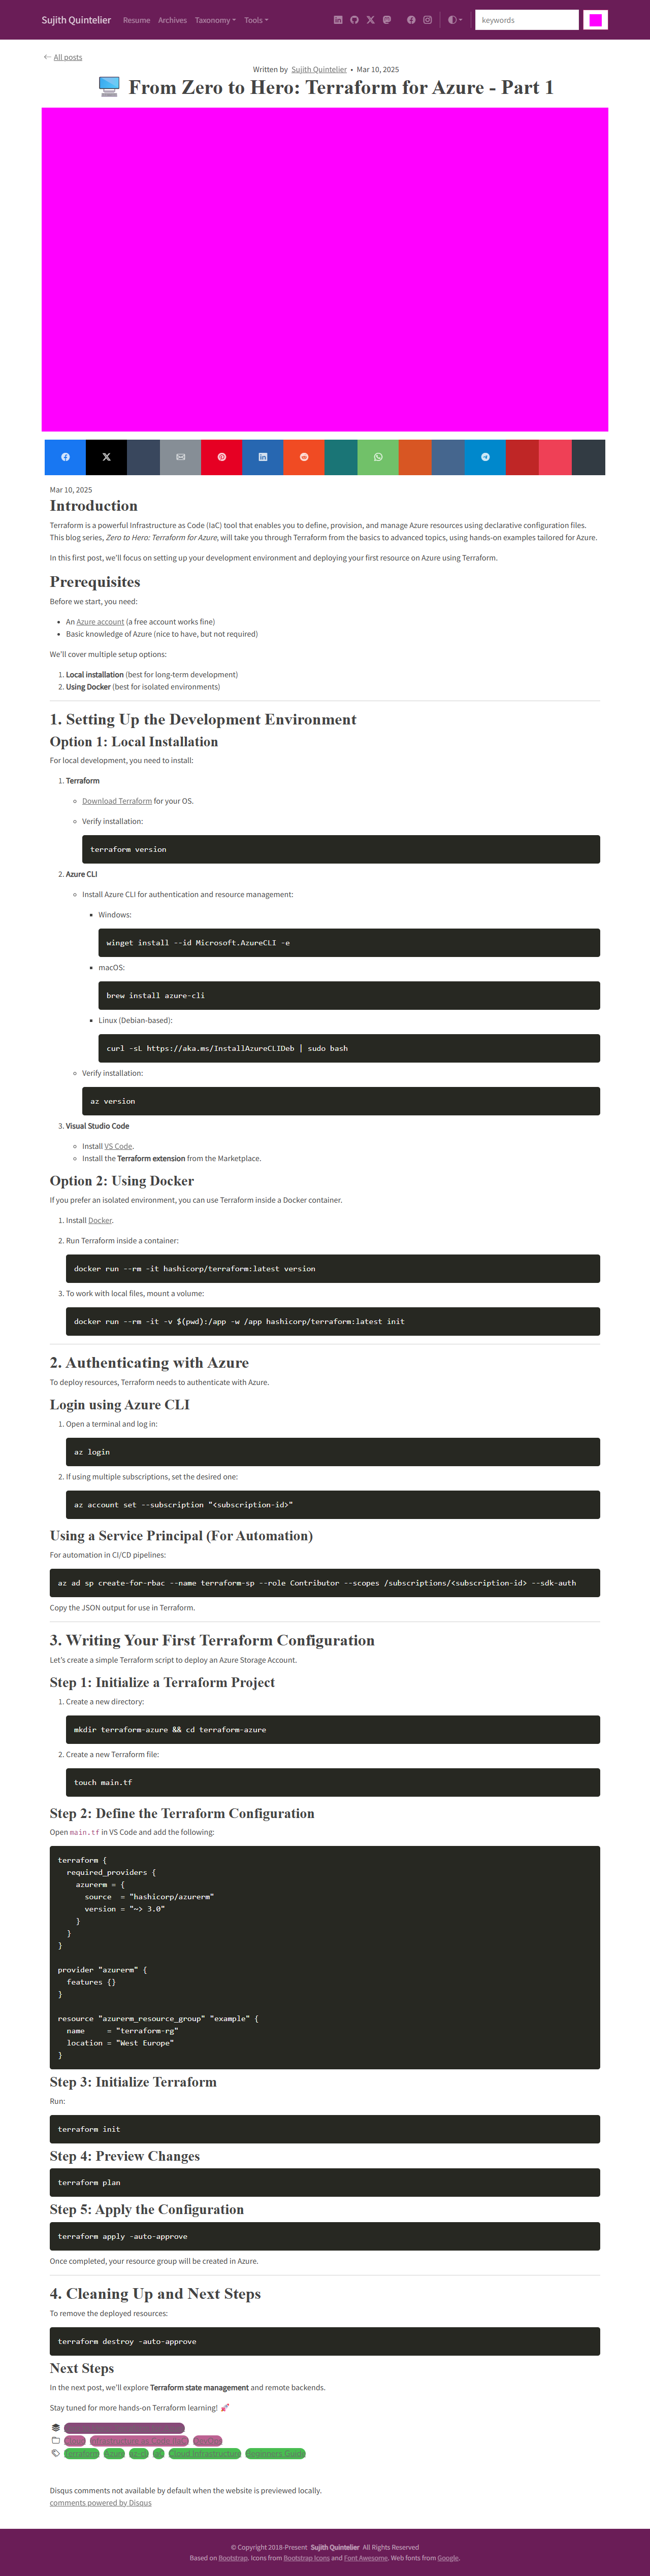 Sujith Quintelier Resume Archives Taxonomy Tools keywords
All posts
Written by Sujith Quintelier • Mar 10, 2025
From Zero to Hero: Terraform for Azure - Part 1
Mar 10, 2025
Introduction
Terraform is a powerful Infrastructure as Code (IaC) tool that enables you to define, provision, and manage Azure resources using declarative configuration files.
This blog series, Zero to Hero: Terraform for Azure, will take you through Terraform from the basics to advanced topics, using hands-on examples tailored for Azure.
In this first post, we'll focus on setting up your development environment and deploying your first resource on Azure using Terraform.
Prerequisites
Before we start, you need:
• An Azure account (a free account works fine)
• Basic knowledge of Azure (nice to have, but not required)
We'll cover multiple setup options:
1. Local installation (best for long-term development)
2. Using Docker (best for isolated environments)
1. Setting Up the Development Environment
Option 1: Local Installation
For local development, you need to install:
1. Terraform
Download Terraform for your OS.
Verify installation:
terraform version
2. Azure CLI
Install Azure CLI for authentication and resource management:
Windows:
winget install --id Microsoft.AzureCLI -e
macOS:
brew install azure-cli
Linux (Debian-based):
curl -sL https://aka.ms/InstallAzureCLIDeb | sudo bash
Verify installation:
az version
3. Visual Studio Code
Install VS Code.
Install the Terraform extension from the Marketplace.
Option 2: Using Docker
If you prefer an isolated environment, you can use Terraform inside a Docker container.
1. Install Docker.
2. Run Terraform inside a container:
docker run --rm -it hashicorp/terraform:latest version
3. To work with local files, mount a volume:
docker run --rm -it -v $(pwd):/app -w /app hashicorp/terraform:latest init
2. Authenticating with Azure
To deploy resources, Terraform needs to authenticate with Azure.
Login using Azure CLI
1. Open a terminal and log in:
az login
2. If using multiple subscriptions, set the desired one:
az account set --subscription "<subscription-id>"
Using a Service Principal (For Automation)
For automation in CI/CD pipelines:
az ad sp create-for-rbac --name terraform-sp --role Contributor --scopes /subscriptions/<subscription-id> --sdk-auth
Copy the JSON output for use in Terraform.
3. Writing Your First Terraform Configuration
Let's create a simple Terraform script to deploy an Azure Storage Account.
Step 1: Initialize a Terraform Project
1. Create a new directory:
mkdir terraform-azure && cd terraform-azure
2. Create a new Terraform file:
touch main.tf
Step 2: Define the Terraform Configuration
Open main.tf in VS Code and add the following:
terraform {
required_providers {
azurerm = {
source = "hashicorp/azurerm"
version = "~> 3.0"
}
}
}
provider "azurerm" {
features {}
}
resource "azurerm_resource_group" "example" {
name = "terraform-rg"
location = "West Europe"
}
Step 3: Initialize Terraform
Run:
terraform init
Step 4: Preview Changes
terraform plan
Step 5: Apply the Configuration
terraform apply -auto-approve
Once completed, your resource group will be created in Azure.
4. Cleaning Up and Next Steps
To remove the deployed resources:
terraform destroy -auto-approve
Next Steps
In the next post, we'll explore Terraform state management and remote backends.
Stay tuned for more hands-on Terraform learning!
Cloud Infrastructure as Code (IaC) DevOps
Terraform Azure az-cli IaC Cloud Infrastructure Beginners Guide
Disqus comments not available by default when the website is previewed locally.
comments powered by Disqus
© Copyright 2018-Present Sujith Quintelier All Rights Reserved
Based on Bootstrap. Icons from Bootstrap Icons and Font Awesome. Web fonts from Google.